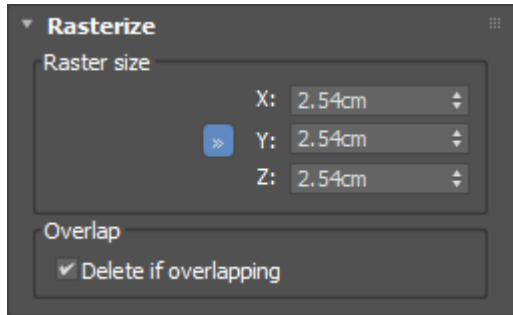 Rasterize
Raster size
X: 2.54cm
» Y: 2.54cm
Z: 2.54cm
Overlap
Delete if overlapping